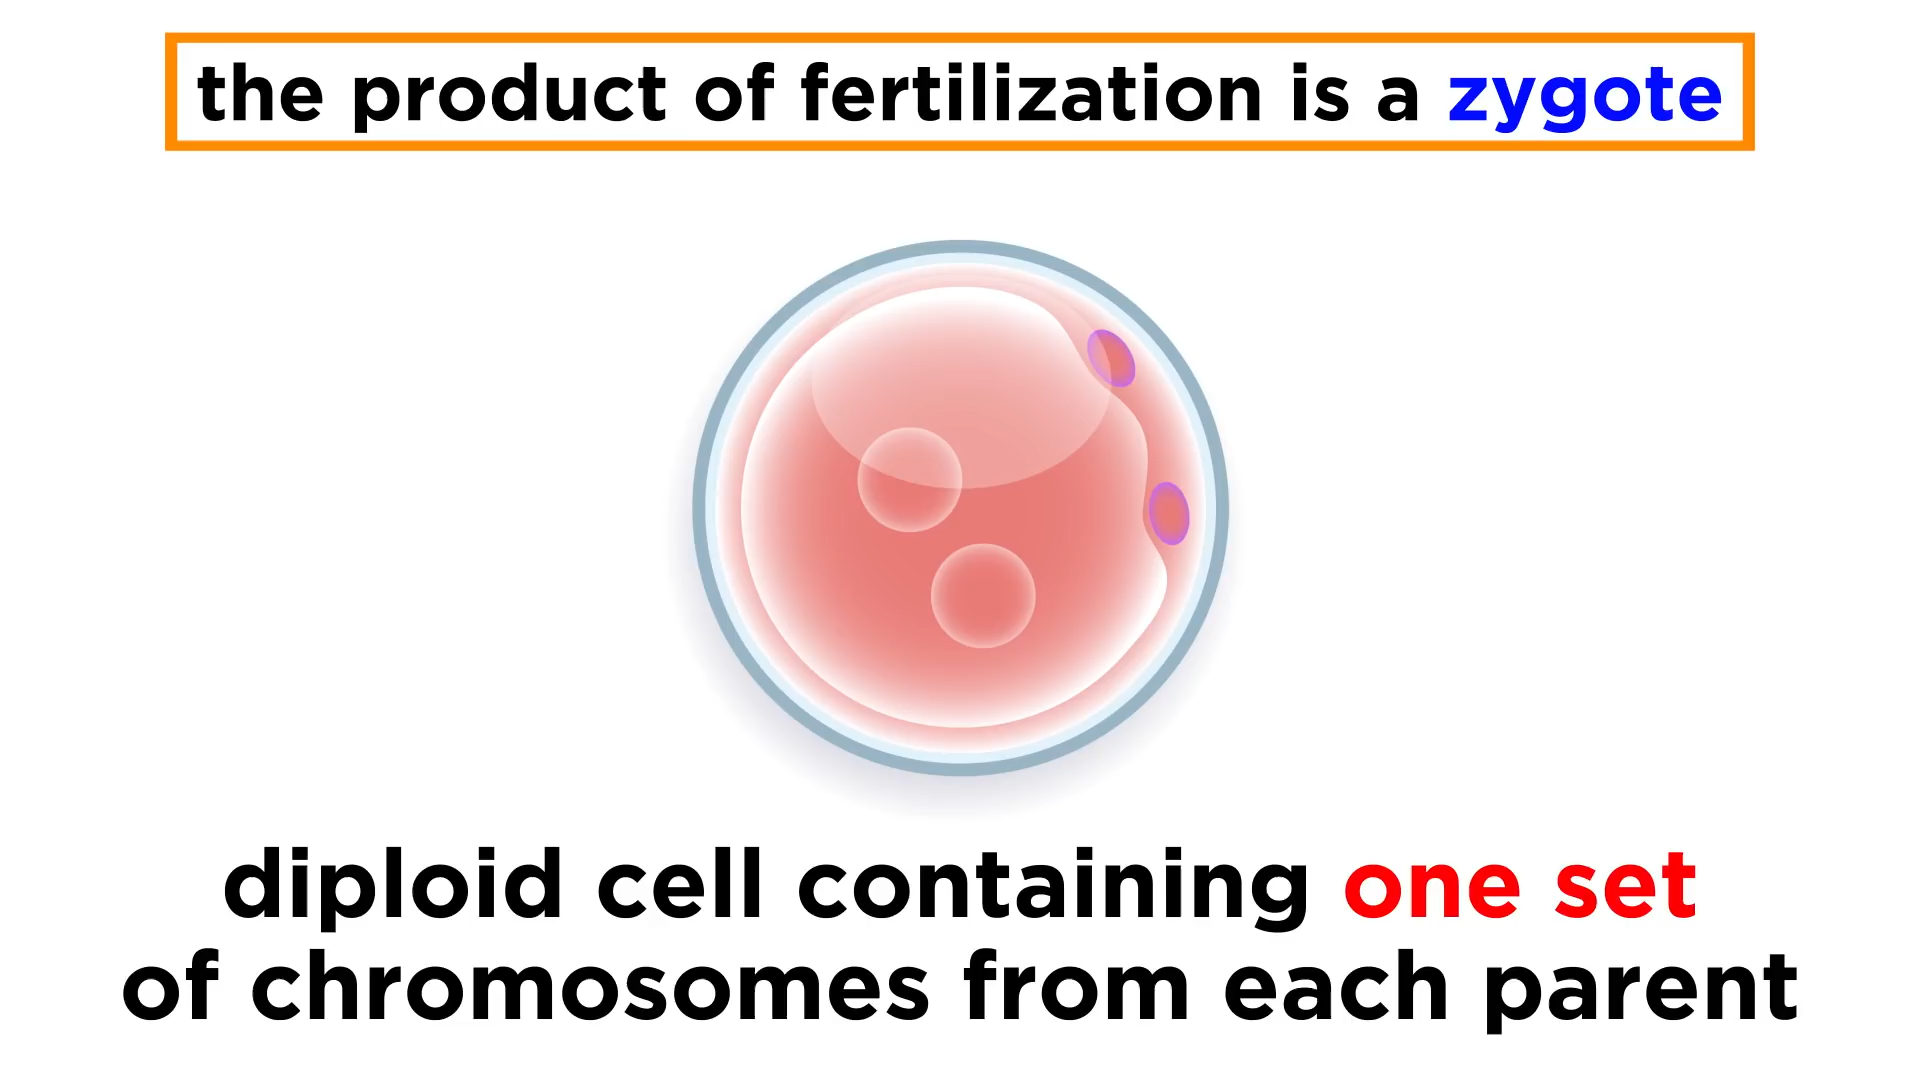 the product of fertilization is a zygote
diploid cell containing one set
of chromosomes from each parent